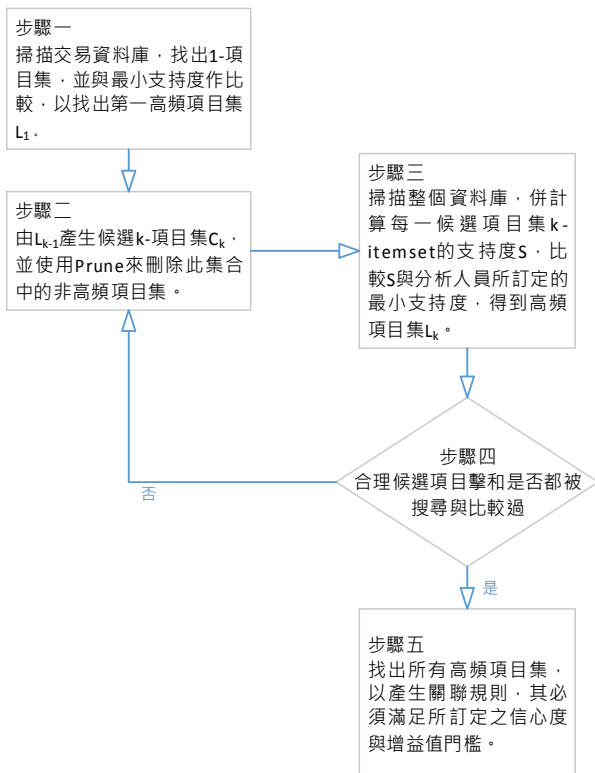 步驟一
掃描交易資料庫，找出1-項
目集，並與最小支持度作比
較，以找出第一高頻項目集
L₁。
步驟二
由Lₖ₋₁產生候選k-項目集Cₖ，
並使用Prune來刪除此集合
中的非高頻項目集。
步驟三
掃描整個資料庫，併計
算每一候選項目集k-
itemset的支持度S，比
較S與分析人員所訂定的
最小支持度，得到高頻
項目集Lₖ。
步驟四
合理候選項目擊和是否都被
搜尋與比較過
否
是
步驟五
找出所有高頻項目集，
以產生關聯規則，其必
須滿足所訂定之信心度
與增益值門檻。